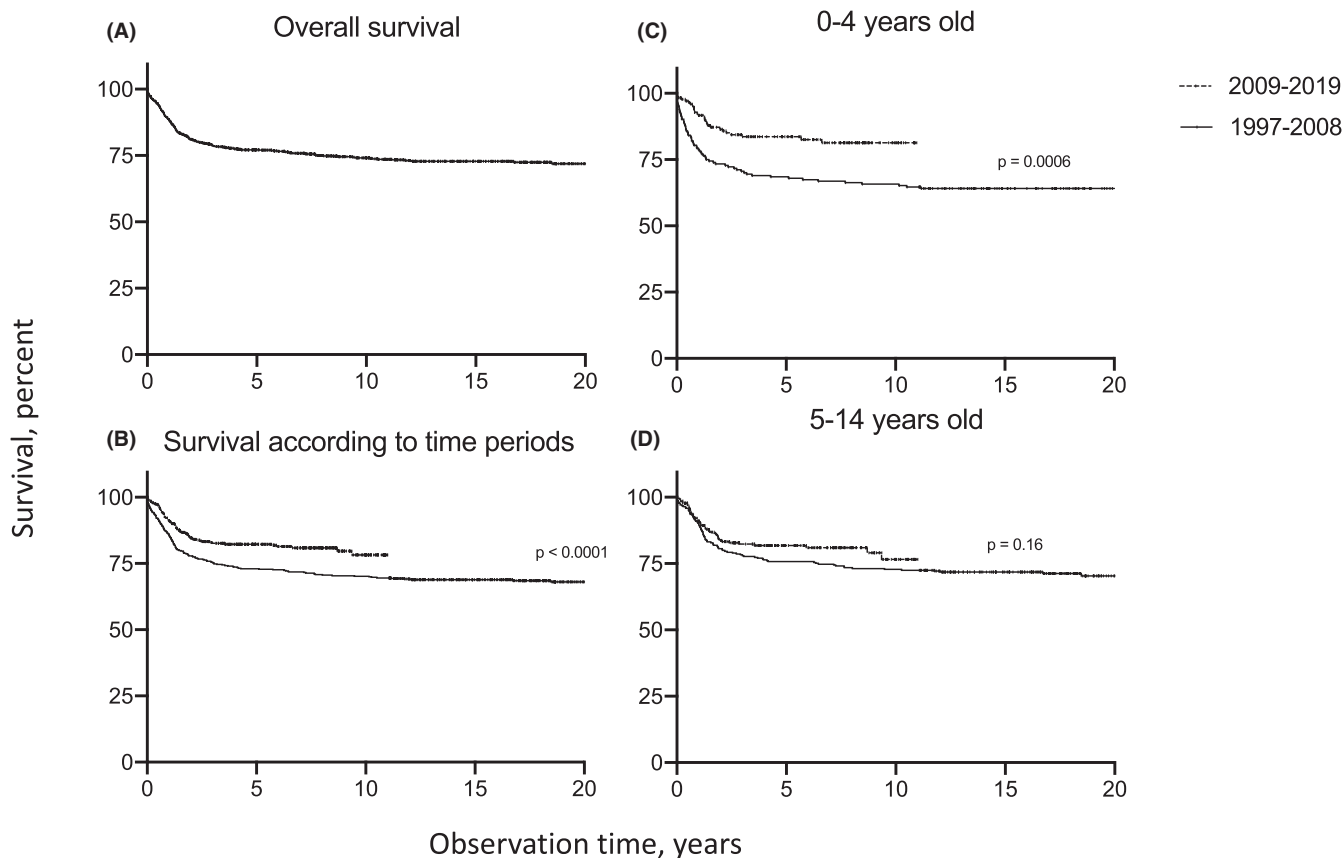 (A) Overall survival
100
75
50
25
0
0 5 10 15 20
(C) 0-4 years old
100
75
50
25
0
p = 0.0006
0 5 10 15 20
2009-2019
1997-2008
Survival, percent
(B) Survival according to time periods
100
75
50
25
0
p < 0.0001
0 5 10 15 20
(D) 5-14 years old
100
75
50
25
0
p = 0.16
0 5 10 15 20
Observation time, years